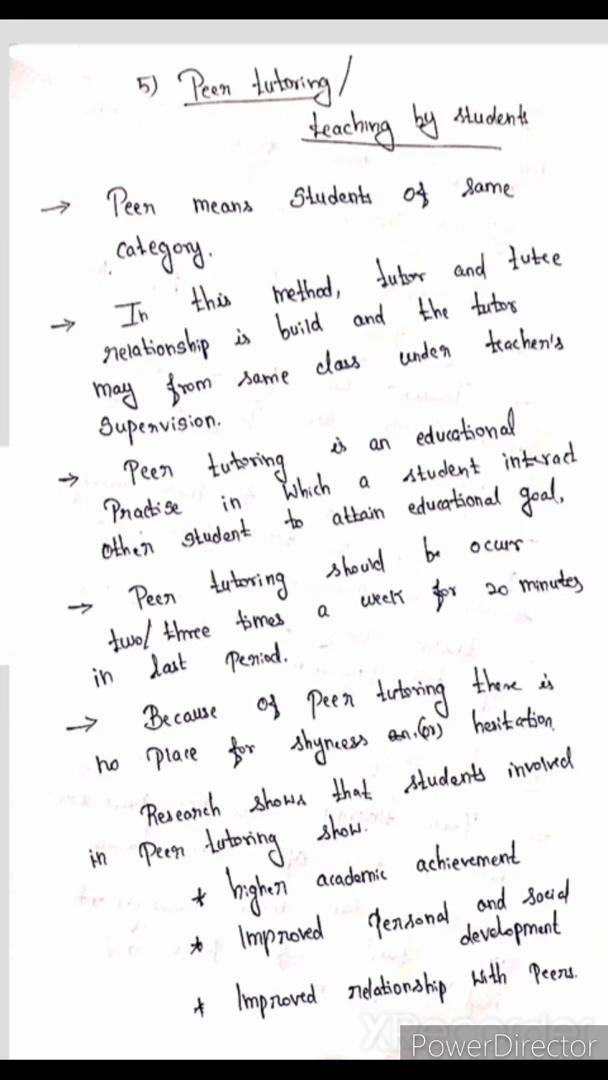 5) Peer tutoring /
teaching by students
→ Peer means Students of same
category.
→ In this method, tutor and tutee
relationship is build and the tutor
may from same class under teacher's
Supervision.
→ Peer tutoring is an educational
Practise in which a student interact
other student to attain educational goal.
→ Peer tutoring should be occur
two/three times a week for 20 minutes
in last Period.
→ Because of Peer tutoring there is
no place for shyness (or) hesitation
Research shows that students involved
in Peer tutoring show.
* higher academic achievement
* Improved Personal and social
development
* Improved relationship with Peers.
PowerDirector